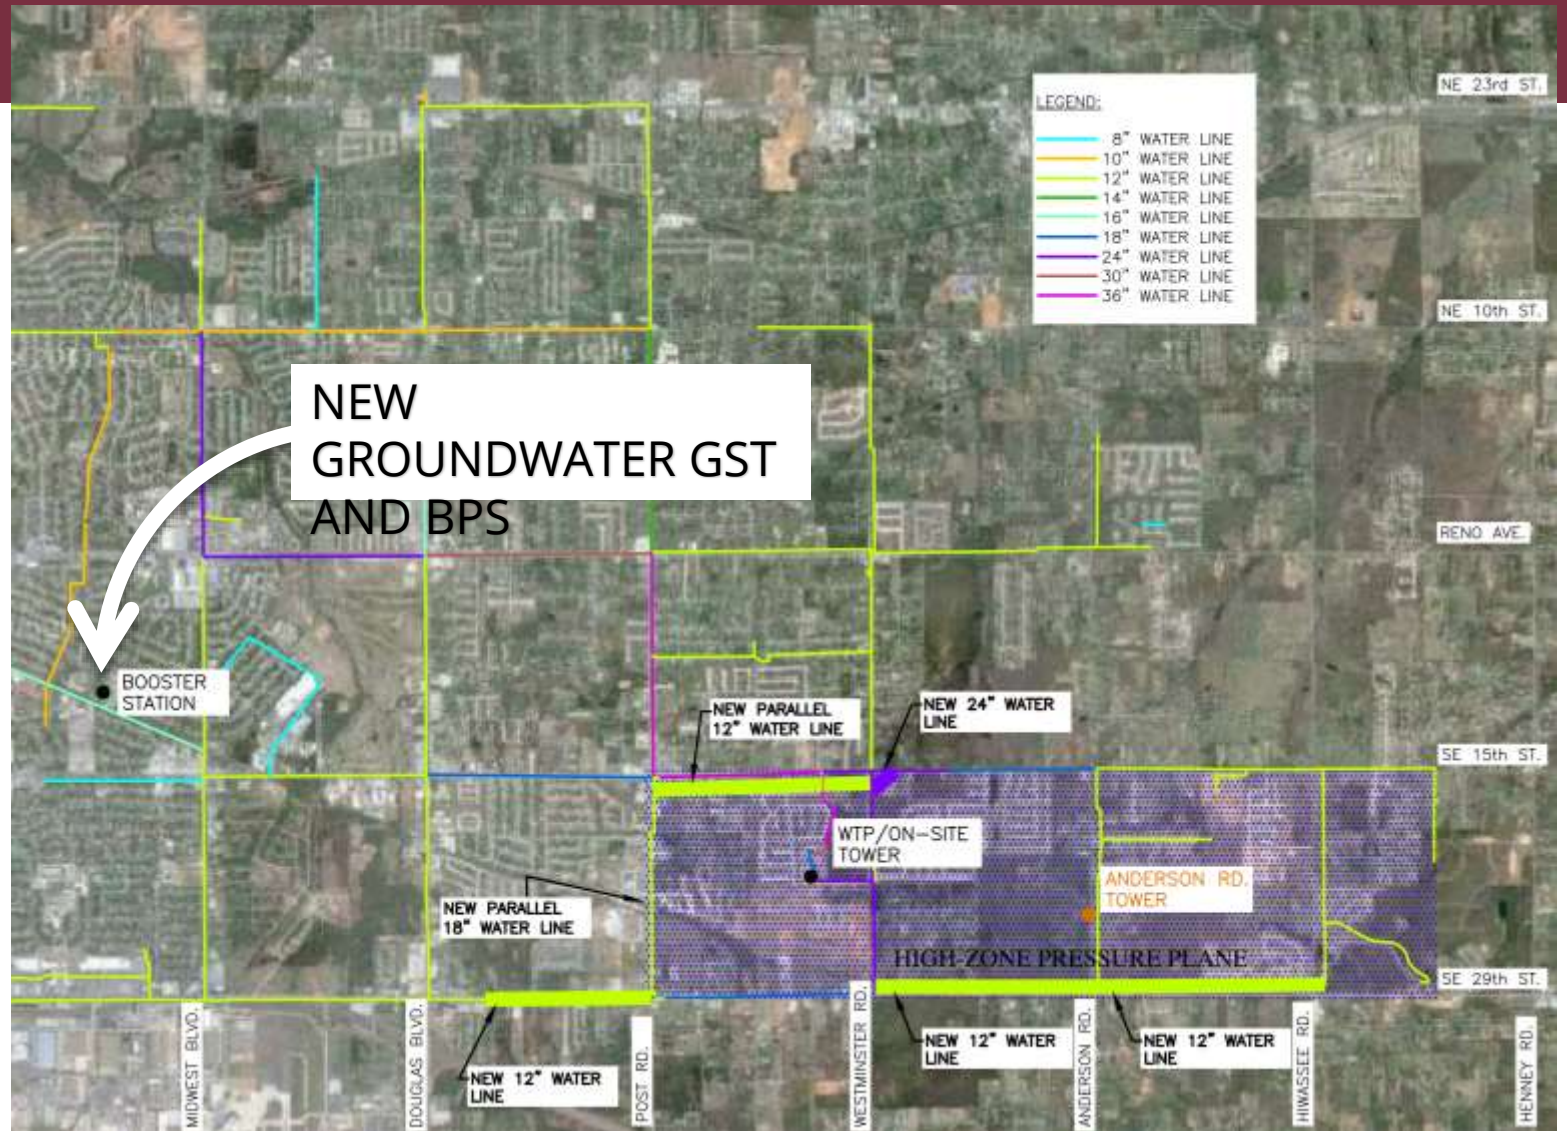 NE 23rd ST.
LEGEND:
8" WATER LINE
10" WATER LINE
12" WATER LINE
14" WATER LINE
16" WATER LINE
18" WATER LINE
24" WATER LINE
30" WATER LINE
36" WATER LINE
NE 10th ST.
NEW
GROUNDWATER GST
AND BPS
RENO AVE.
BOOSTER
STATION
NEW PARALLEL
12" WATER LINE
NEW 24" WATER
LINE
SE 15th ST.
WTP/ON-SITE
TOWER
ANDERSON RD.
TOWER
NEW PARALLEL
18" WATER LINE
HIGH-ZONE PRESSURE PLANE
SE 29th ST.
NEW 12" WATER
LINE
NEW 12" WATER
LINE
NEW 12" WATER
LINE
MIDWEST BLVD.
DOUGLAS BLVD.
POST RD.
WESTMINSTER RD.
ANDERSON RD.
HIWASSEE RD.
HENNEY RD.